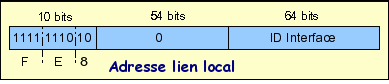 10 bits 54 bits 64 bits
1111 1110 10 0 ID Interface
F E 8
Adresse lien local